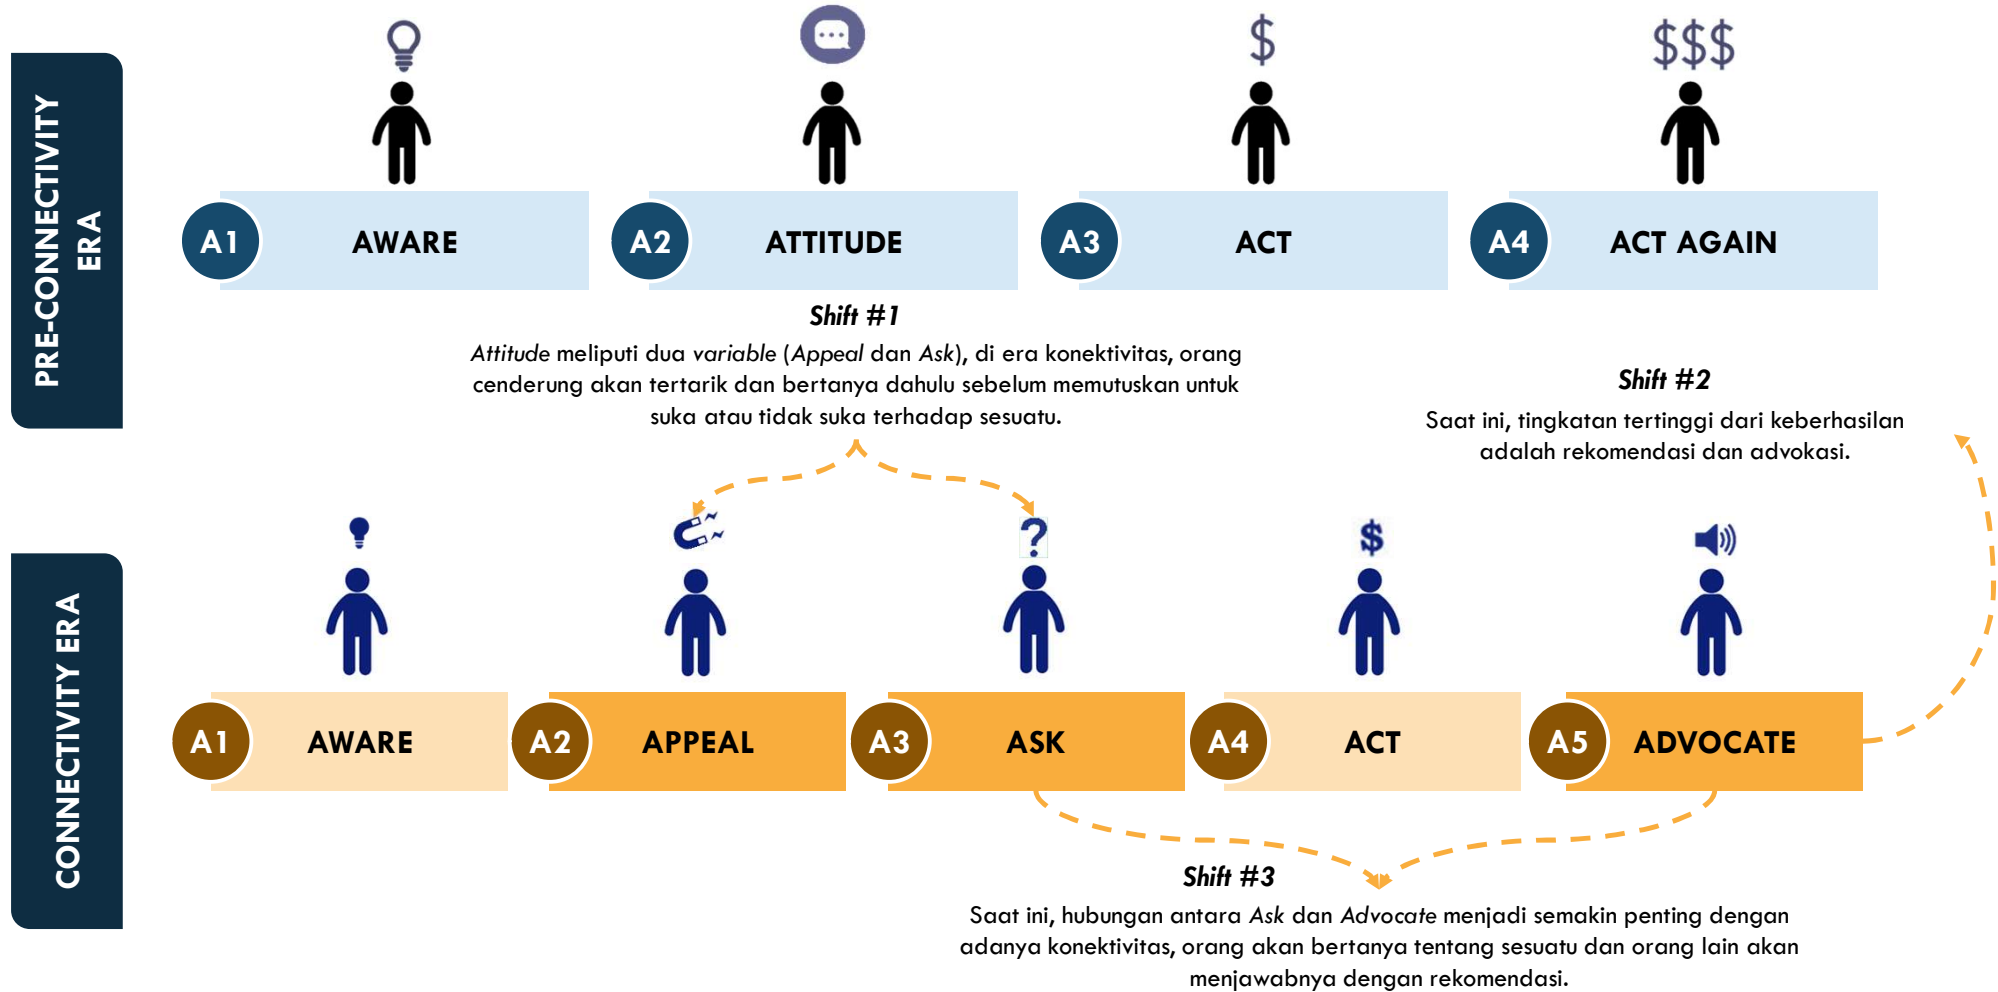 PRE-CONNECTIVITY
ERA
$
$$$
A1
AWARE
A2
ATTITUDE
A3
ACT
A4
ACT AGAIN
Shift #1
Attitude meliputi dua variable (Appeal dan Ask), di era konektivitas, orang
cenderung akan tertarik dan bertanya dahulu sebelum memutuskan untuk
suka atau tidak suka terhadap sesuatu.
Shift #2
Saat ini, tingkatan tertinggi dari keberhasilan
adalah rekomendasi dan advokasi.
CONNECTIVITY ERA
?
$
A1
AWARE
A2
APPEAL
A3
ASK
A4
ACT
A5
ADVOCATE
Shift #3
Saat ini, hubungan antara Ask dan Advocate menjadi semakin penting dengan
adanya konektivitas, orang akan bertanya tentang sesuatu dan orang lain akan
menjawabnya dengan rekomendasi.